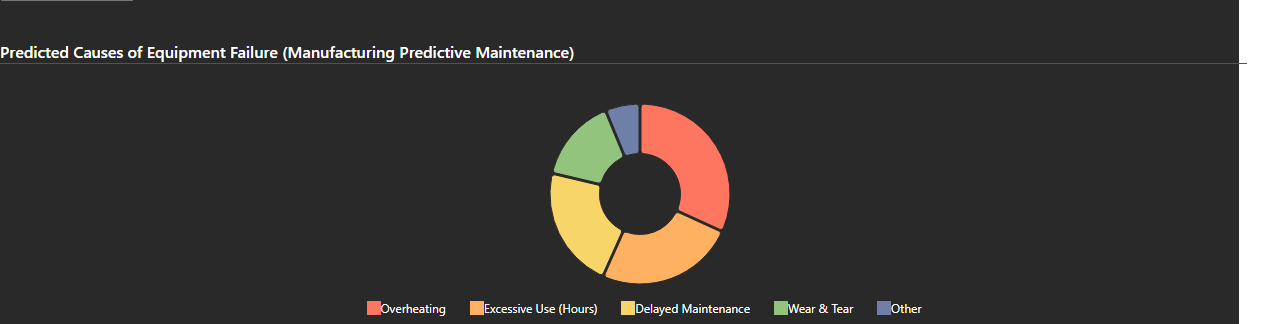 Predicted Causes of Equipment Failure (Manufacturing Predictive Maintenance)
Overheating Excessive Use (Hours) Delayed Maintenance Wear & Tear Other